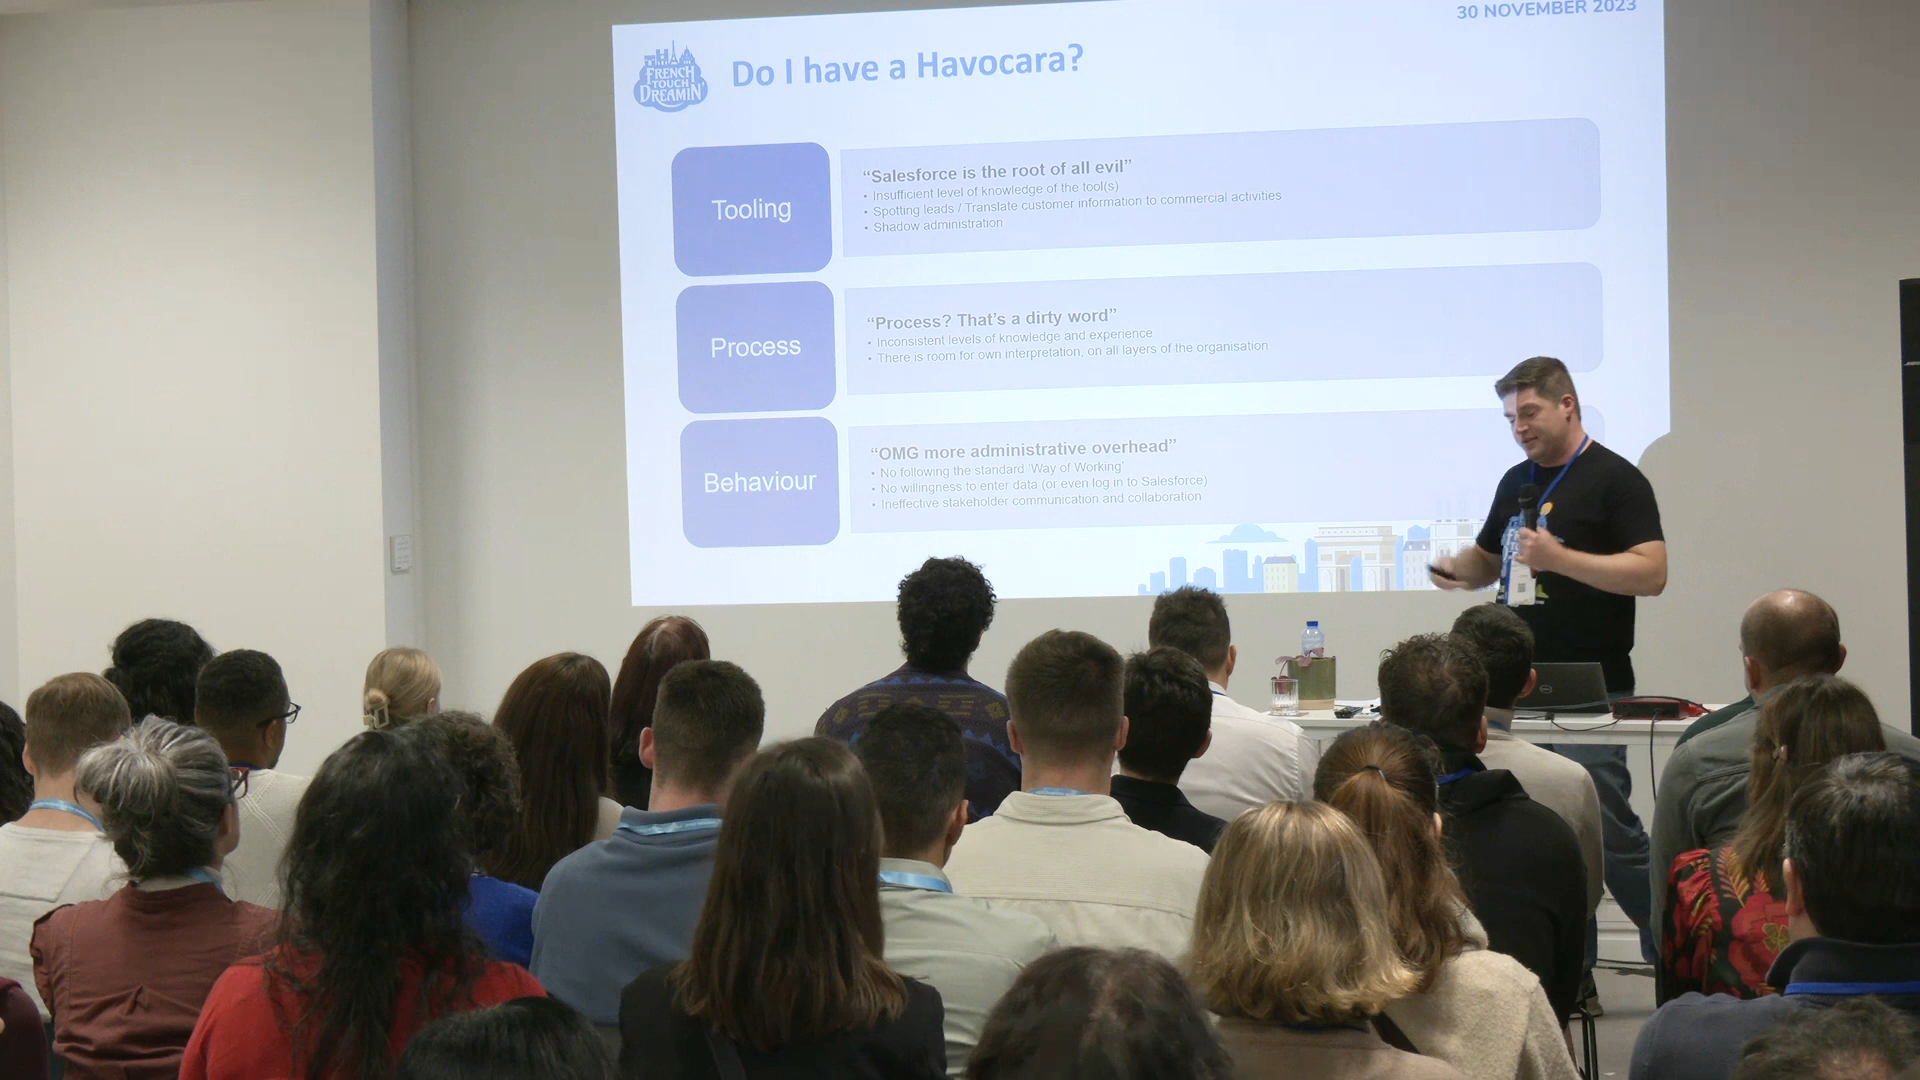 30 NOVEMBER 2023
FRENCH
TOUCH
DREAMIN'
Do I have a Havocara?
Tooling
“Salesforce is the root of all evil”
• Insufficient level of knowledge of the tool(s)
• Spotting leads / Translate customer information to commercial activities
• Shadow administration
Process
“Process? That’s a dirty word”
• Inconsistent levels of knowledge and experience
• There is room for own interpretation, on all layers of the organisation
Behaviour
“OMG more administrative overhead”
• No following the standard ‘Way of Working’
• No willingness to enter data (or even log in to Salesforce)
• Ineffective stakeholder communication and collaboration